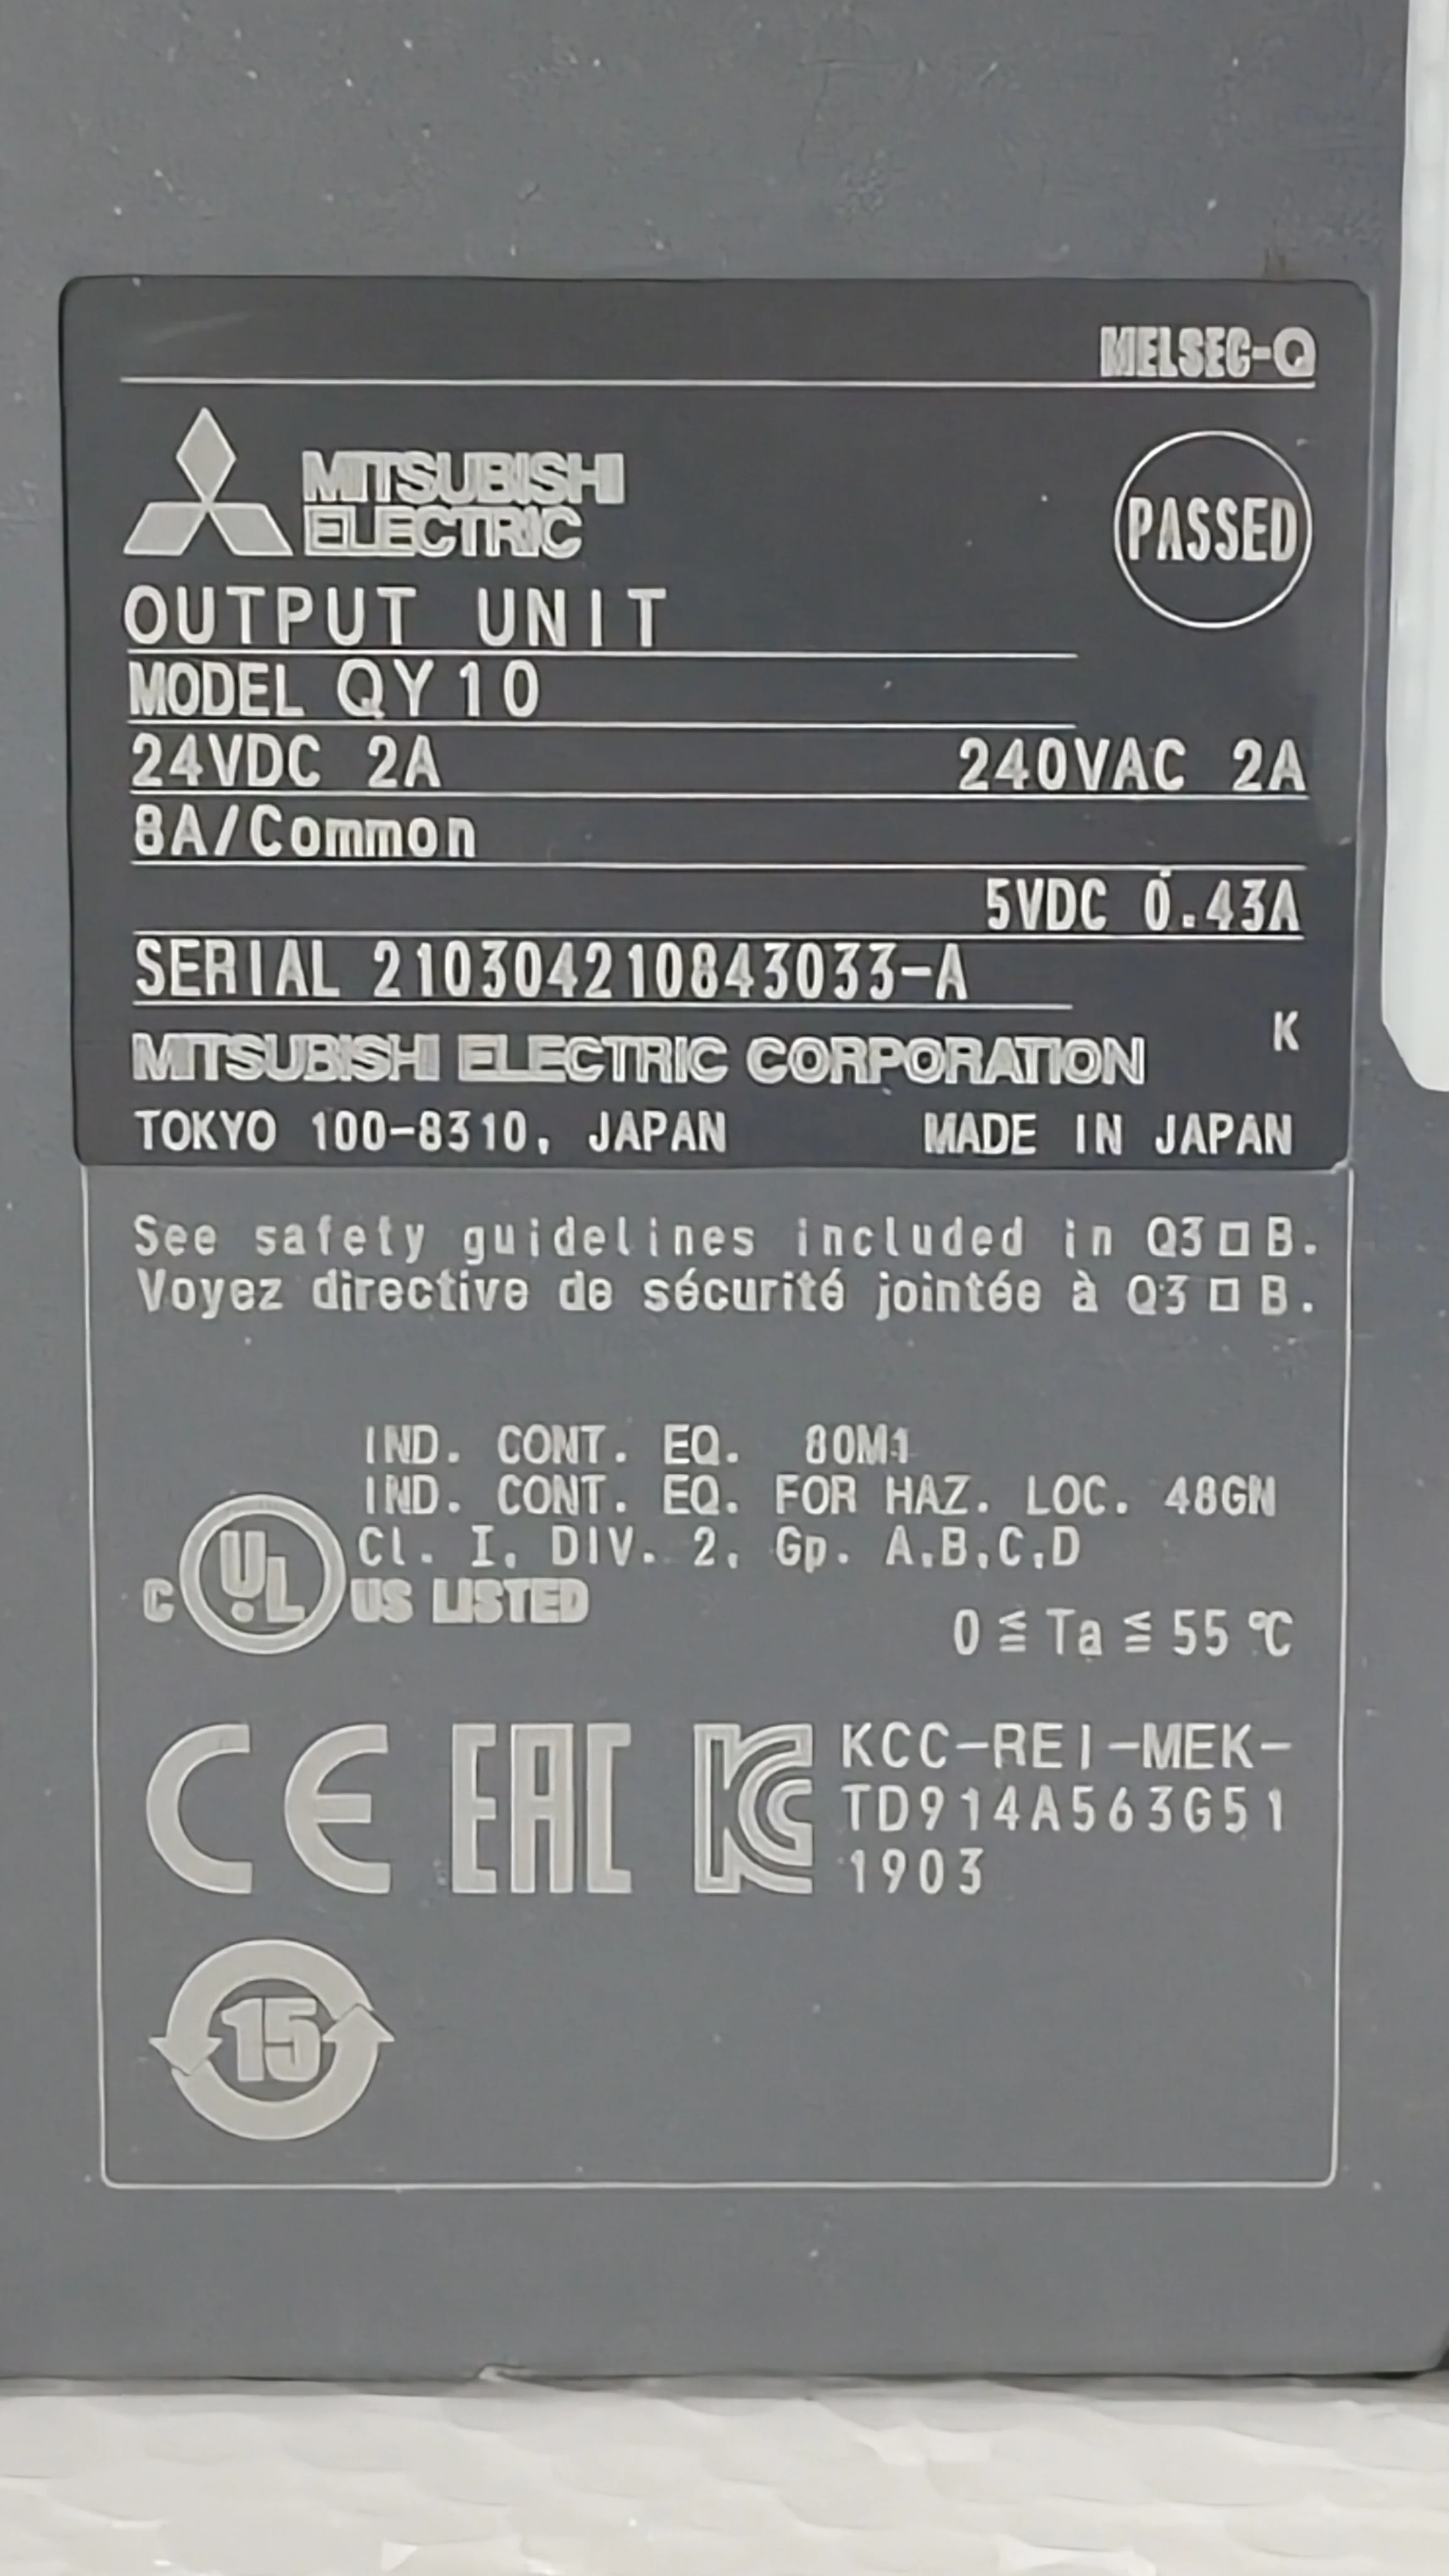 MELSEC-Q
MITSUBISHI
ELECTRIC
PASSED
OUTPUT UNIT
MODEL QY10
24VDC 2A 240VAC 2A
8A/Common
5VDC 0.43A
SERIAL 210304210843033-A
K
MITSUBISHI ELECTRIC CORPORATION
TOKYO 100-8310, JAPAN MADE IN JAPAN
See safety guidelines included in Q3□B.
Voyez directive de sécurité jointée à Q3□B.
IND. CONT. EQ. 80M1
IND. CONT. EQ. FOR HAZ. LOC. 48GN
Cl. I, DIV. 2, Gp. A,B,C,D
C UL US LISTED
0≦Ta≦55℃
CE EAC KC KCC-REI-MEK-
TD914A563G51
1903
15